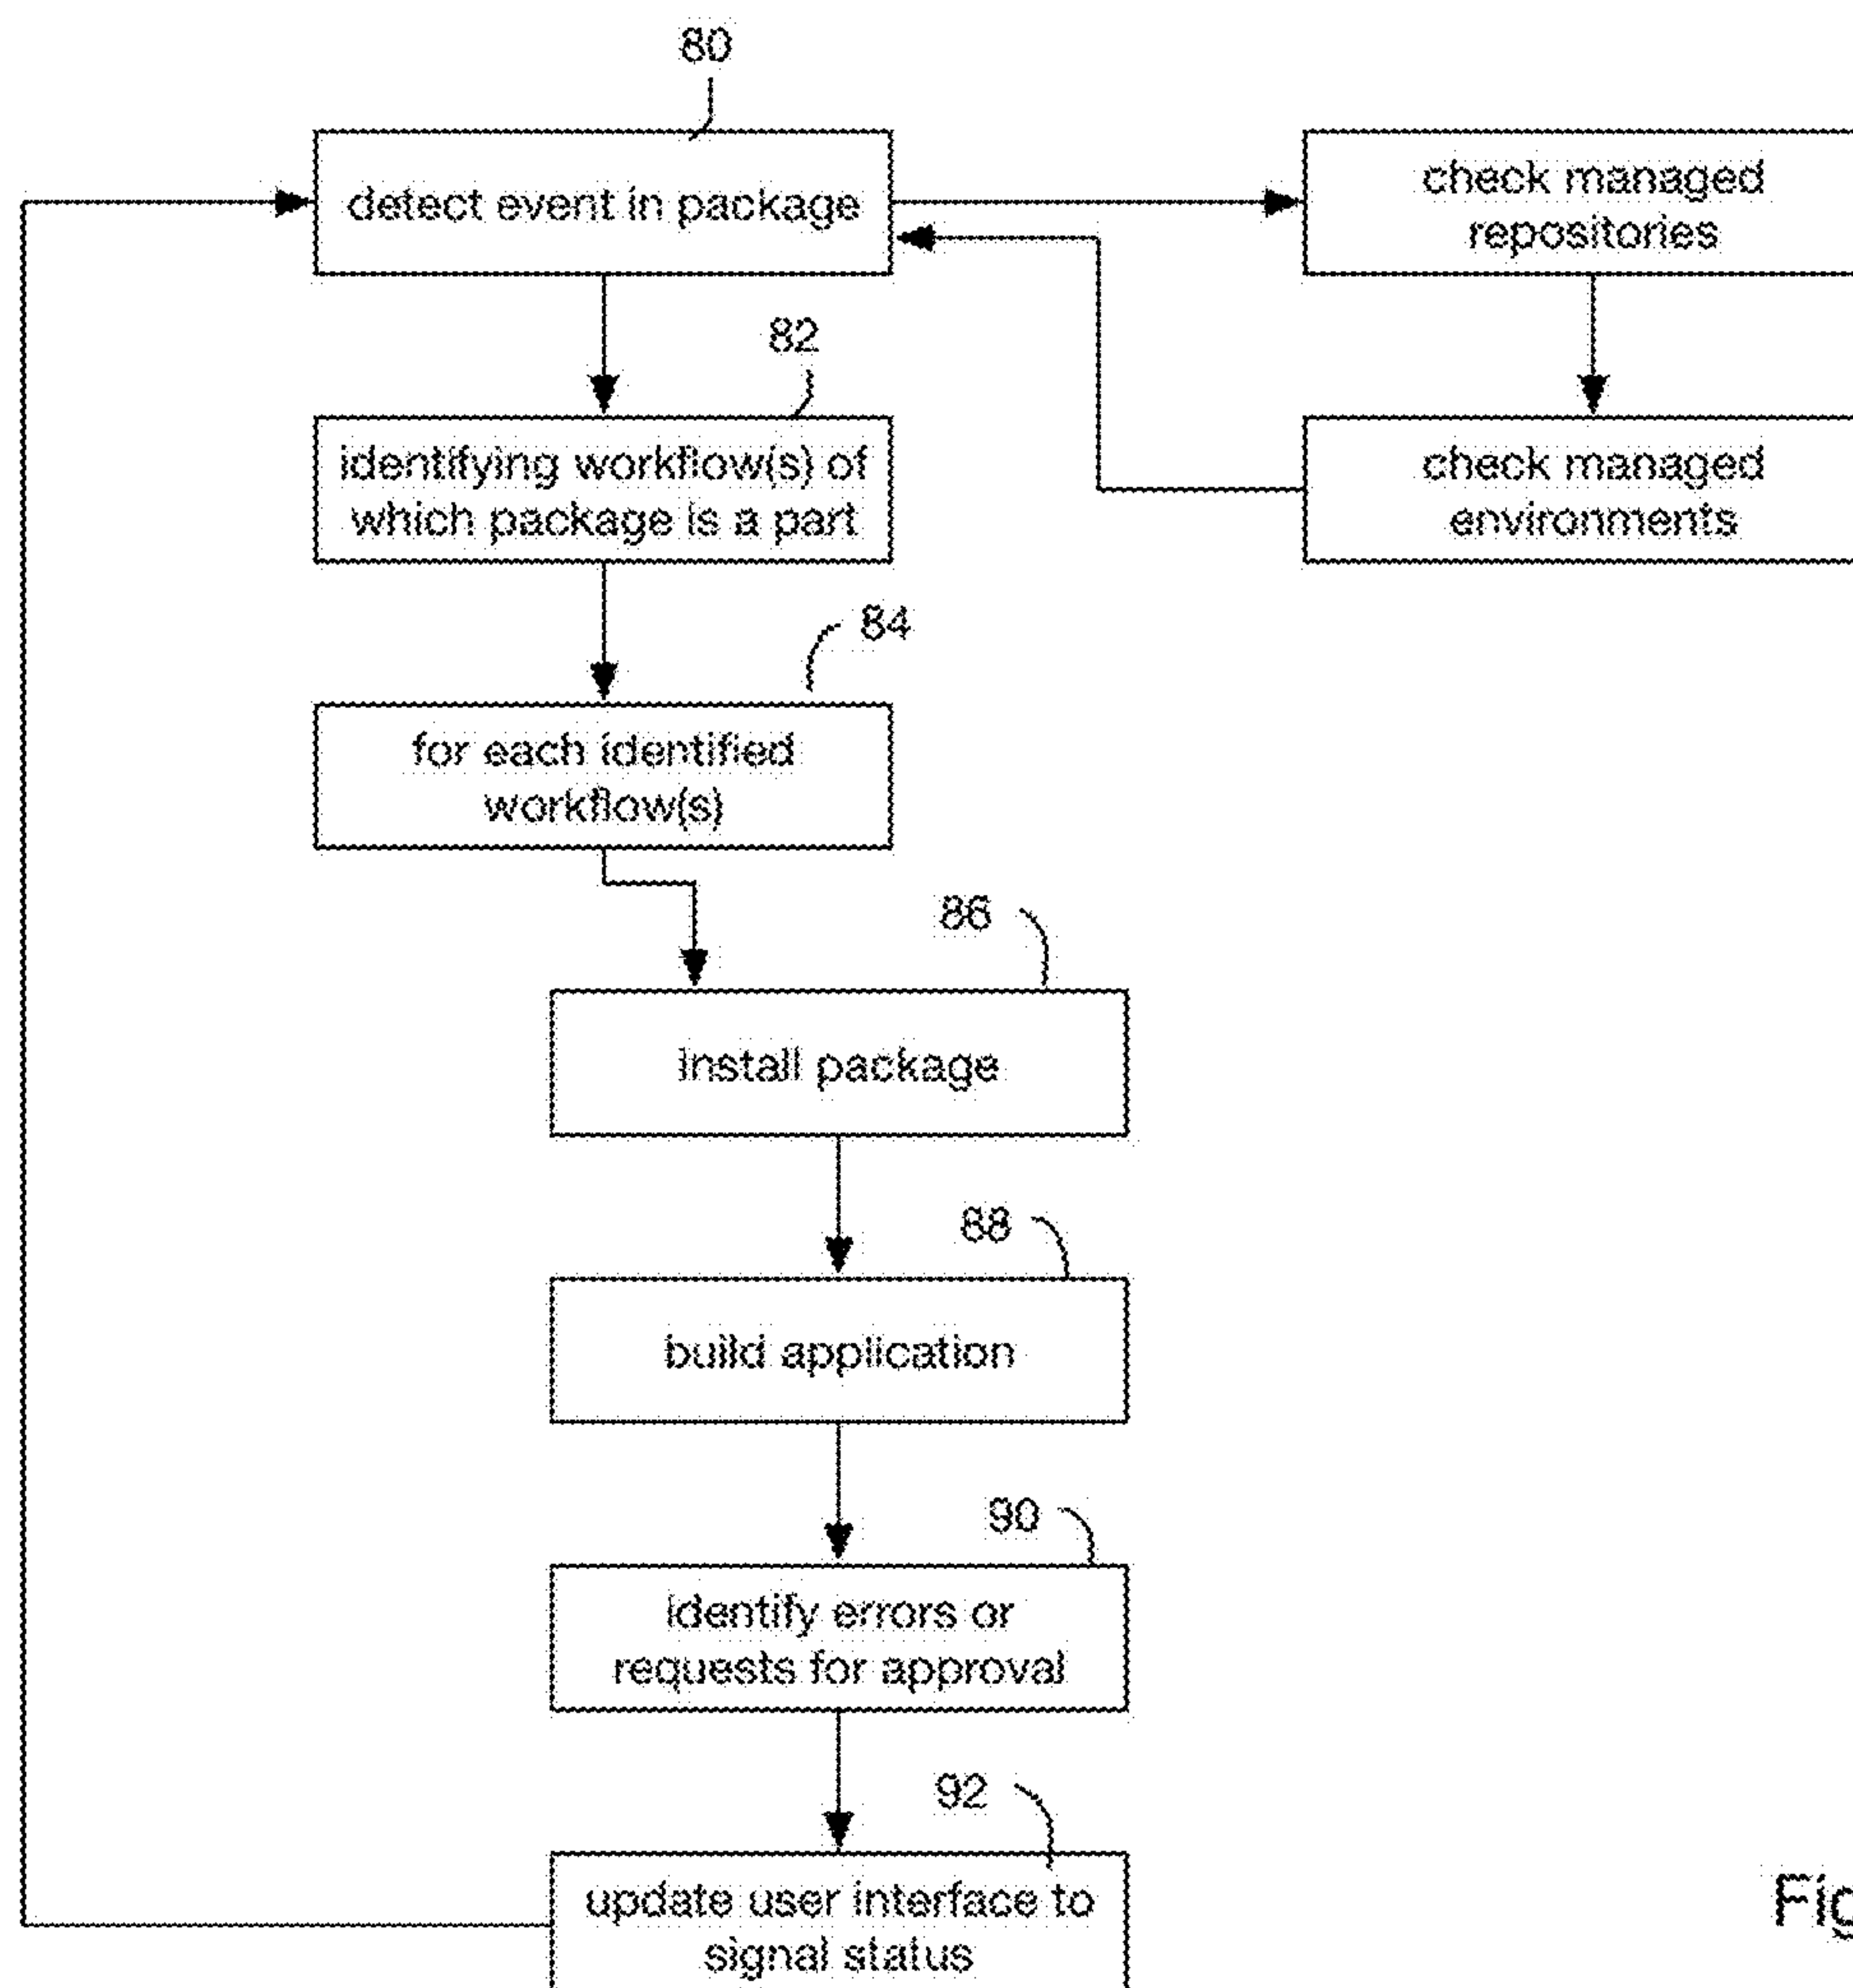 80
detect event in package
check managed
repositories
82
identifying workflow(s) of
which package is a part
check managed
environments
84
for each identified
workflow(s)
86
install package
88
build application
90
identify errors or
requests for approval
92
update user interface to
signal status
Fig